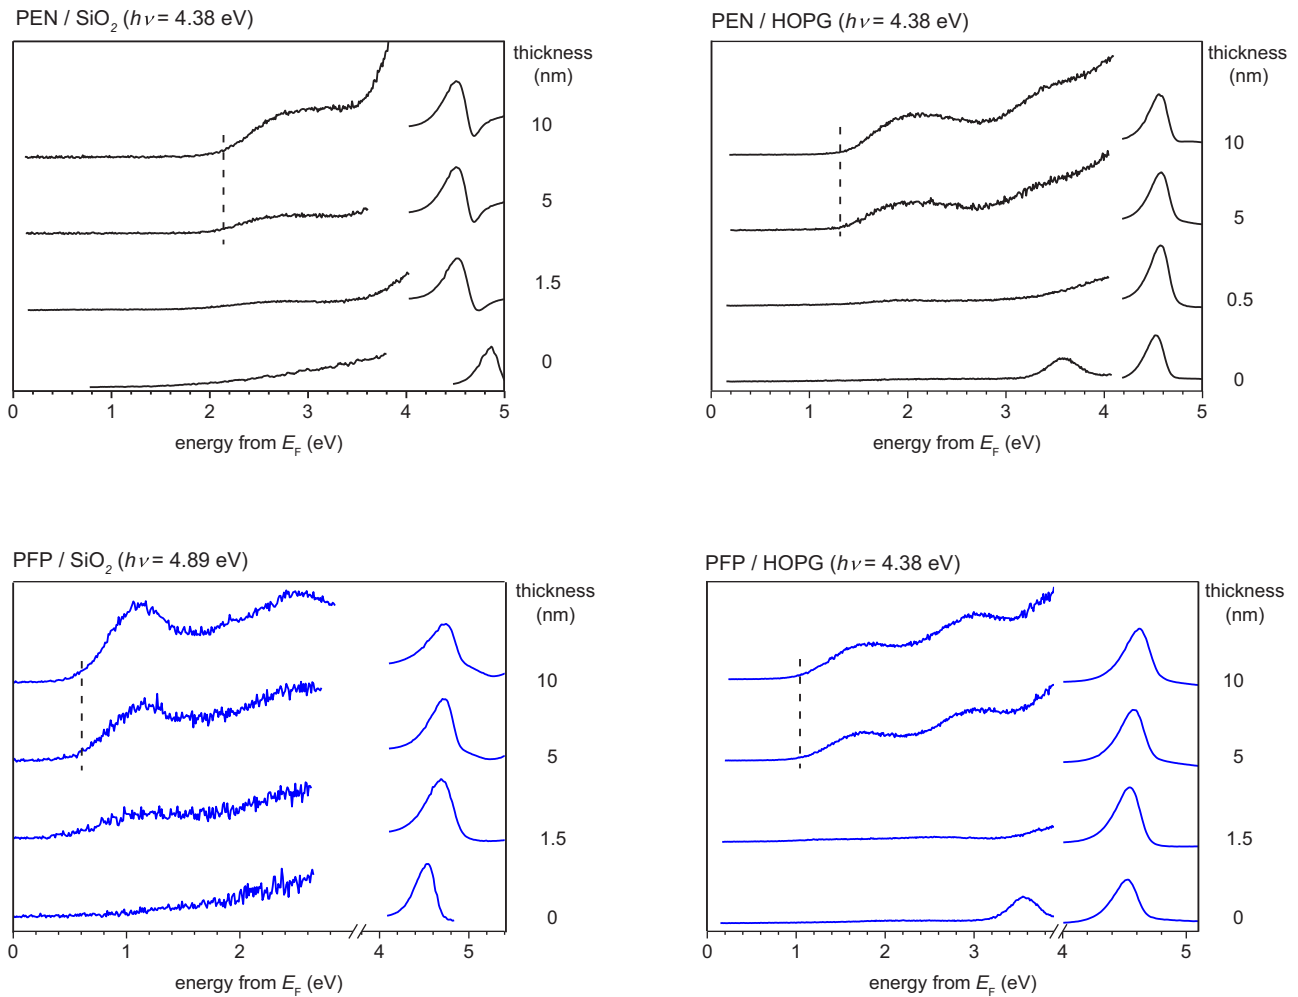 PEN / SiO2 (hν = 4.38 eV)
thickness
(nm)
10
5
1.5
0
0 1 2 3 4 5
energy from EF (eV)
PEN / HOPG (hν = 4.38 eV)
thickness
(nm)
10
5
0.5
0
0 1 2 3 4 5
energy from EF (eV)
PFP / SiO2 (hν = 4.89 eV)
thickness
(nm)
10
5
1.5
0
0 1 2 4 5
energy from EF (eV)
PFP / HOPG (hν = 4.38 eV)
thickness
(nm)
10
5
1.5
0
0 1 2 3 4 5
energy from EF (eV)